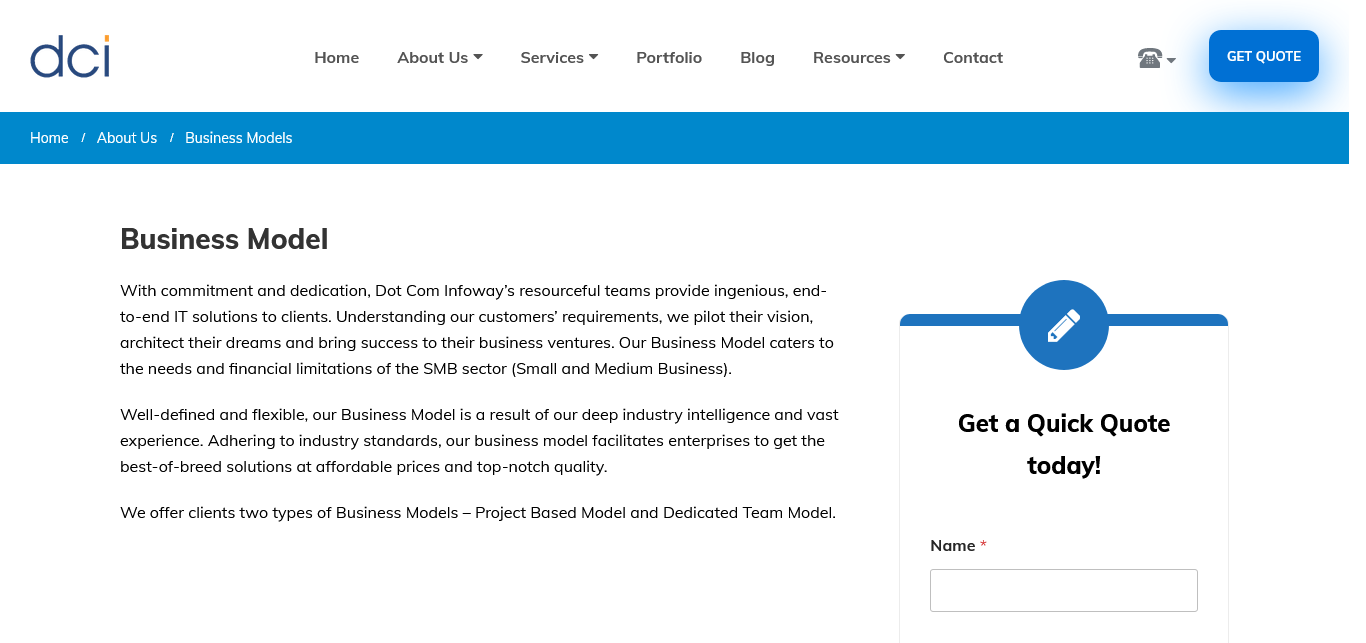 dci
Home
About Us
Services
Portfolio
Blog
Resources
Contact
GET QUOTE
Home / About Us / Business Models
Business Model
With commitment and dedication, Dot Com Infoway’s resourceful teams provide ingenious, end-
to-end IT solutions to clients. Understanding our customers’ requirements, we pilot their vision,
architect their dreams and bring success to their business ventures. Our Business Model caters to
the needs and financial limitations of the SMB sector (Small and Medium Business).
Well-defined and flexible, our Business Model is a result of our deep industry intelligence and vast
experience. Adhering to industry standards, our business model facilitates enterprises to get the
best-of-breed solutions at affordable prices and top-notch quality.
We offer clients two types of Business Models – Project Based Model and Dedicated Team Model.
Get a Quick Quote
today!
Name *